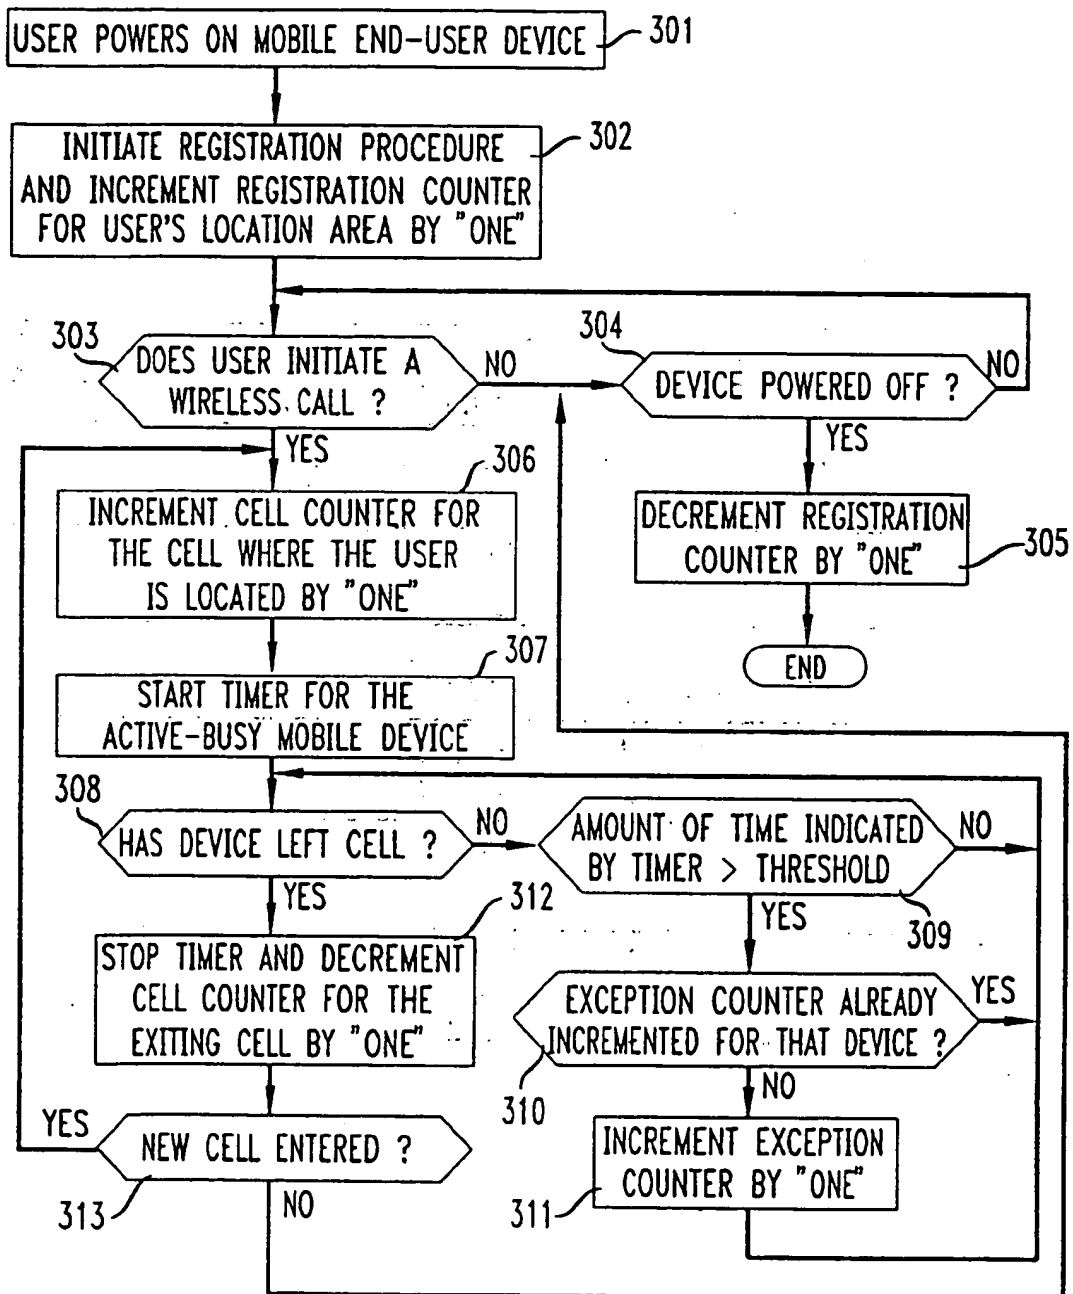 USER POWERS ON MOBILE END-USER DEVICE
301
INITIATE REGISTRATION PROCEDURE
AND INCREMENT REGISTRATION COUNTER
FOR USER'S LOCATION AREA BY "ONE"
302
303
DOES USER INITIATE A
WIRELESS CALL ?
NO
YES
304
DEVICE POWERED OFF ?
NO
YES
DECREMENT REGISTRATION
COUNTER BY "ONE"
305
END
306
INCREMENT CELL COUNTER FOR
THE CELL WHERE THE USER
IS LOCATED BY "ONE"
307
START TIMER FOR THE
ACTIVE-BUSY MOBILE DEVICE
308
HAS DEVICE LEFT CELL ?
NO
YES
AMOUNT OF TIME INDICATED
BY TIMER > THRESHOLD
NO
309
YES
312
STOP TIMER AND DECREMENT
CELL COUNTER FOR THE
EXITING CELL BY "ONE"
EXCEPTION COUNTER ALREADY
INCREMENTED FOR THAT DEVICE ?
YES
310
NO
INCREMENT EXCEPTION
COUNTER BY "ONE"
311
YES
NEW CELL ENTERED ?
313
NO